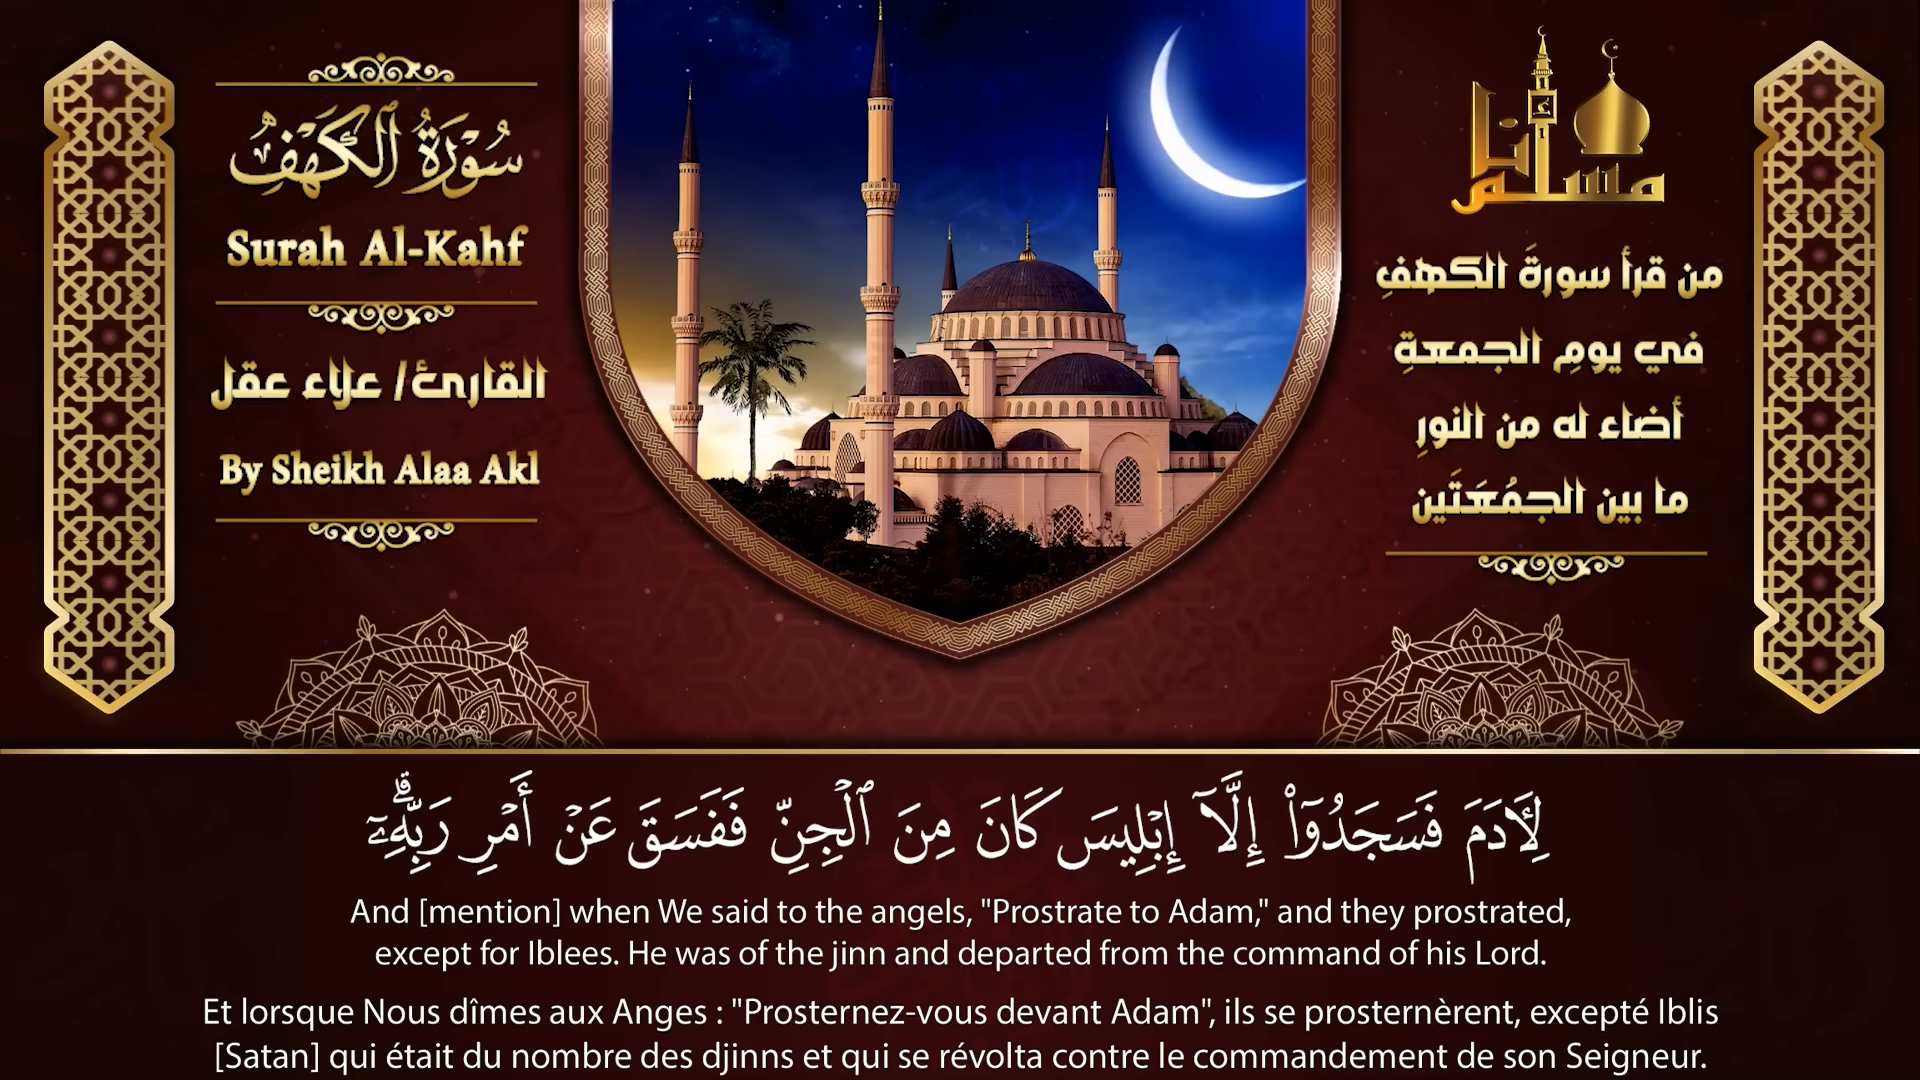 سُوۡرَةُ ٱلۡكَهۡفِ
Surah Al-Kahf
القارئ/ علاء عقل
By Sheikh Alaa Akl
أنا
مسلم
من قرأ سورةَ الكهفِ
في يومِ الجمعةِ
أضاء له من النورِ
ما بين الجمُعَتَين
لِأٓدَمَ فَسَجَدُوٓاْ إِلَّآ إِبۡلِيسَ كَانَ مِنَ ٱلۡجِنِّ فَفَسَقَ عَنۡ أَمۡرِ رَبِّهِۦٓۗ
And [mention] when We said to the angels, "Prostrate to Adam," and they prostrated,
except for Iblees. He was of the jinn and departed from the command of his Lord.
Et lorsque Nous dîmes aux Anges : "Prosternez-vous devant Adam", ils se prosternèrent, excepté Iblis
[Satan] qui était du nombre des djinns et qui se révolta contre le commandement de son Seigneur.